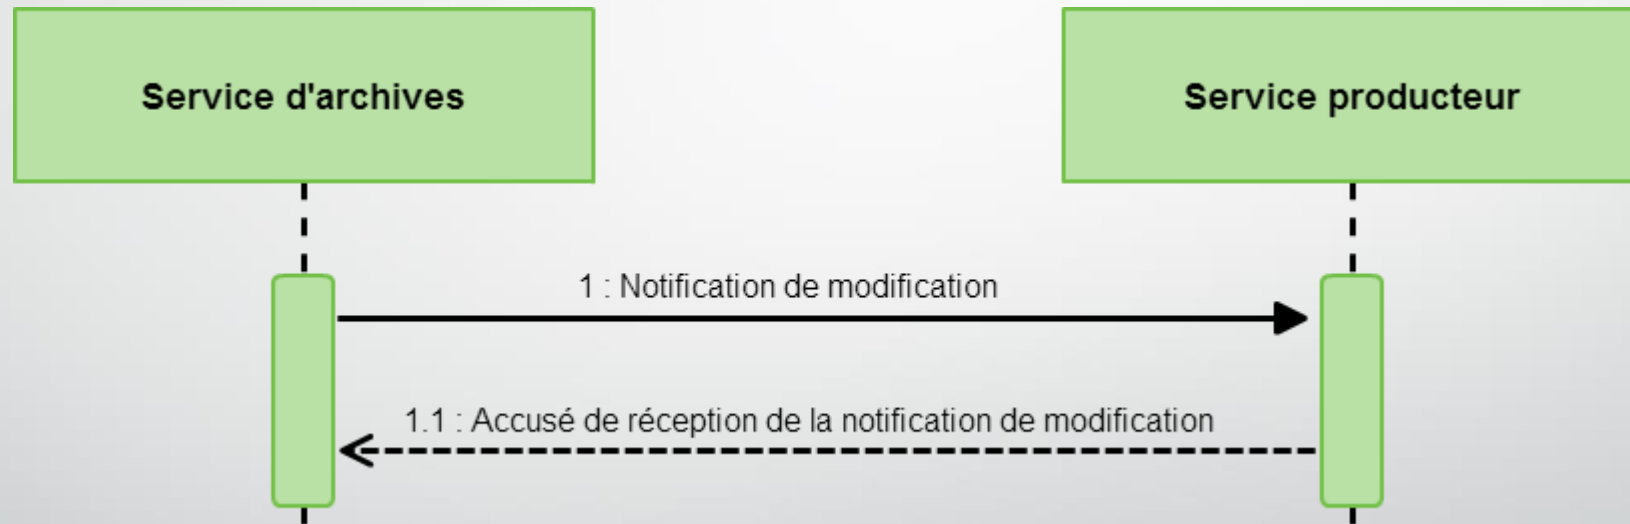 Service d'archives
Service producteur
1 : Notification de modification
1.1 : Accusé de réception de la notification de modification